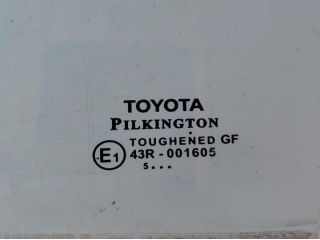 TOYOTA
PILKINGTON
TOUGHENED GF
E1 43R - 001605
5...